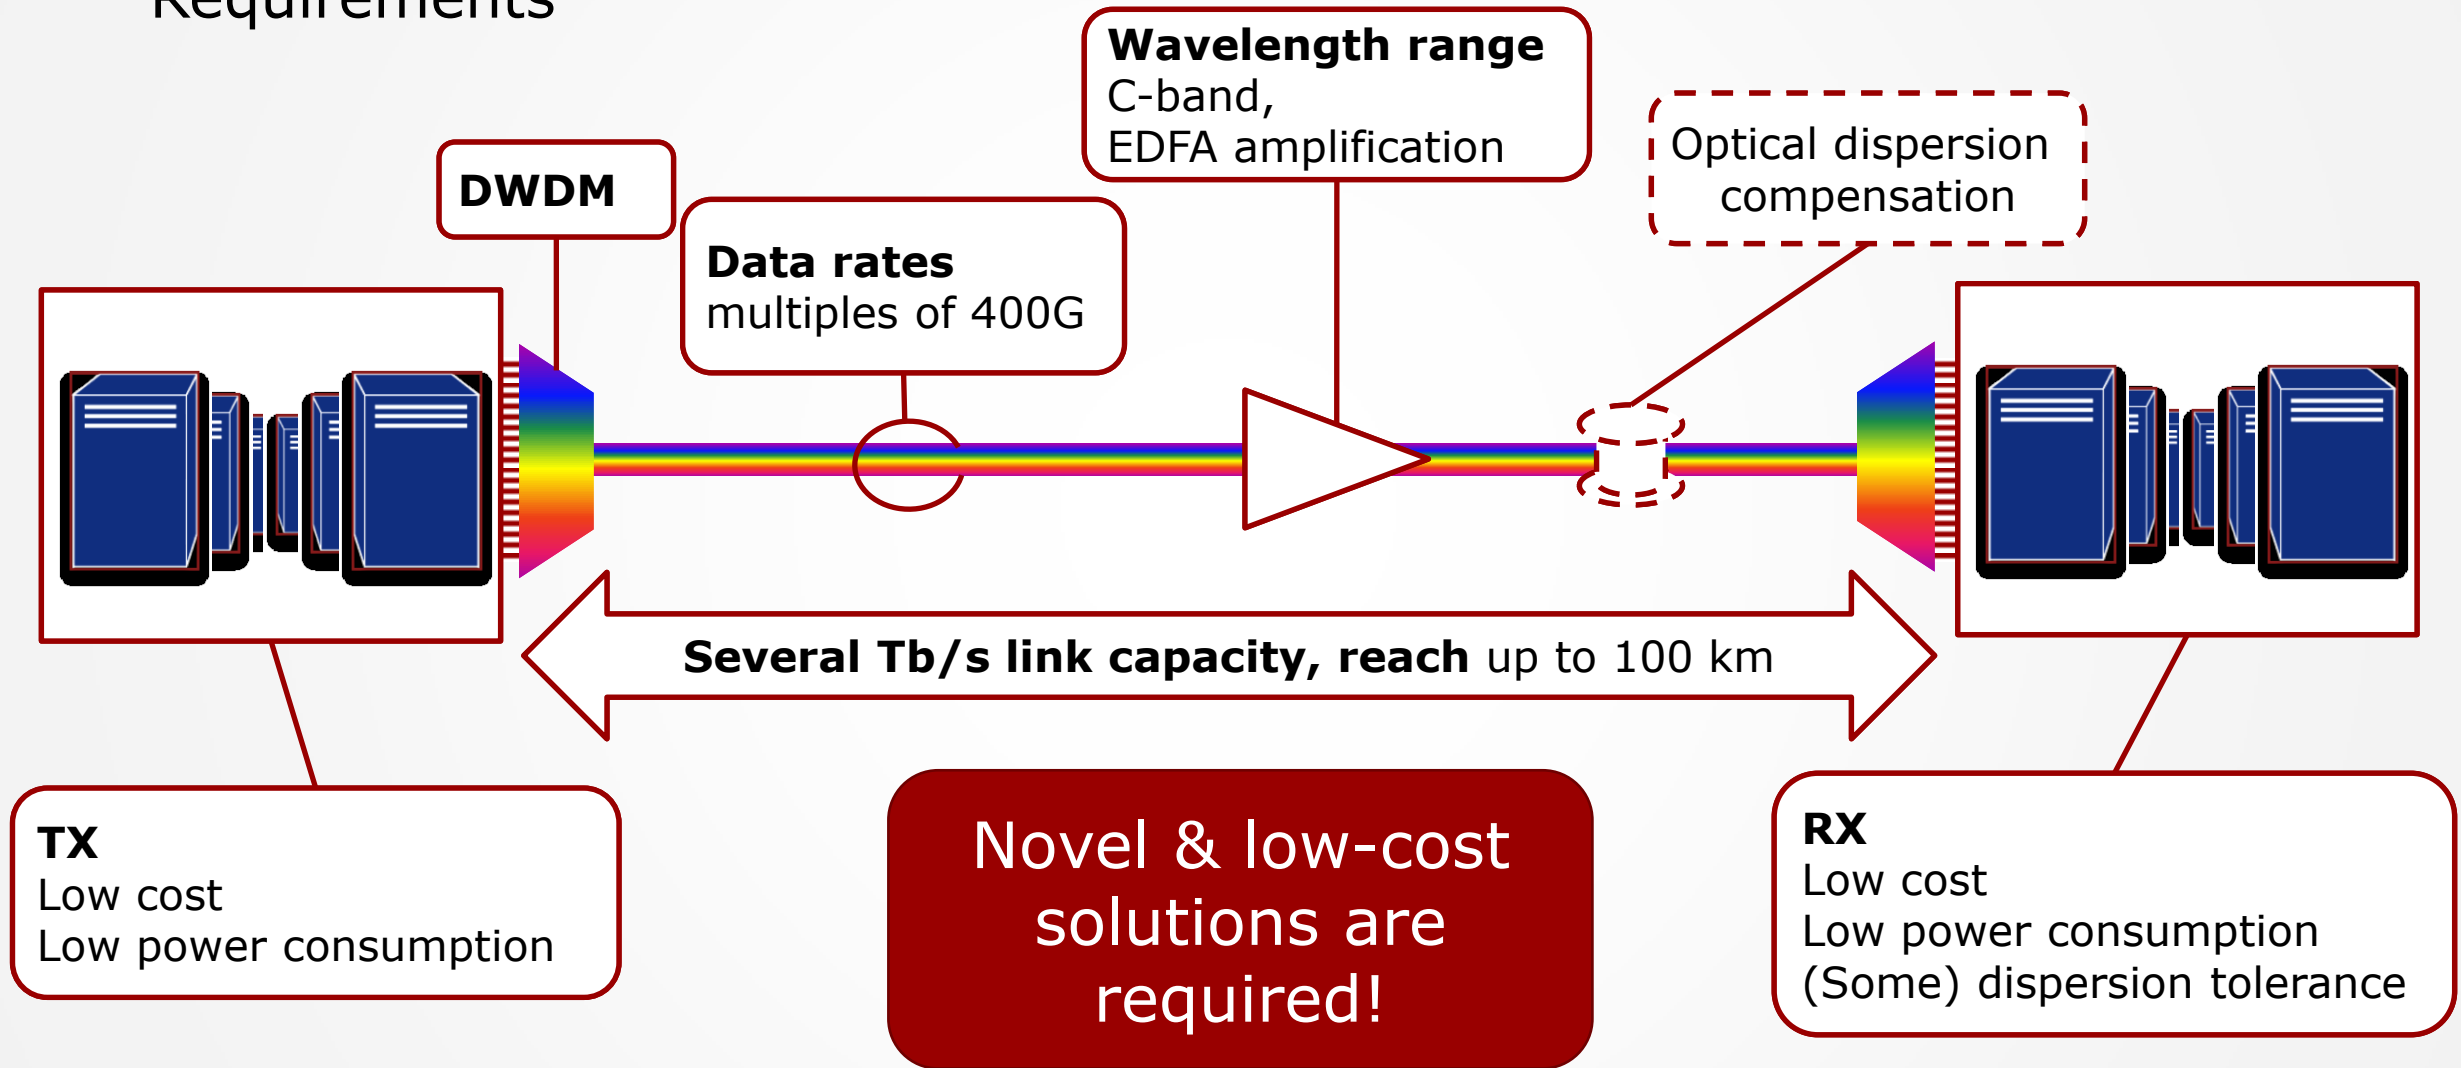 Requirements
Wavelength range
C-band,
EDFA amplification
Optical dispersion
compensation
DWDM
Data rates
multiples of 400G
Several Tb/s link capacity, reach up to 100 km
TX
Low cost
Low power consumption
Novel & low-cost
solutions are
required!
RX
Low cost
Low power consumption
(Some) dispersion tolerance